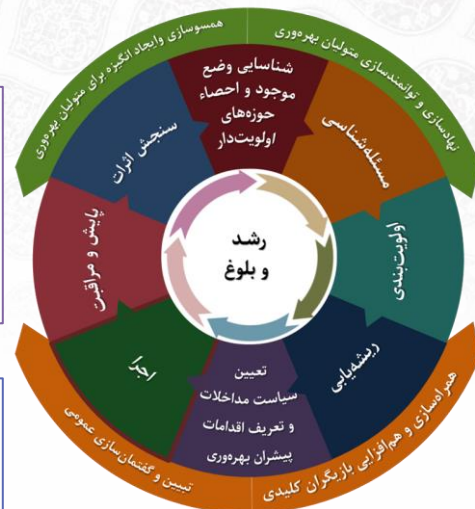 همسوسازی وایجاد انگیزه برای متولیان بهره‌وری
نهادسازی و توانمندسازی متولیان بهره‌وری
شناسایی وضع
موجود و احصاء
حوزه‌های
اولویت‌دار
مسئله‌شناسی
اولویت‌بندی
ریشه‌یابی
تعیین
سیاست مداخلات
و تعریف اقدامات
پیشران بهره‌وری
اجرا
پایش و مراقبت
سنجش اثرات
رشد
و بلوغ
همراه‌سازی و هم‌افزایی بازیگران کلیدی
تبیین و گفتمان‌سازی عمومی